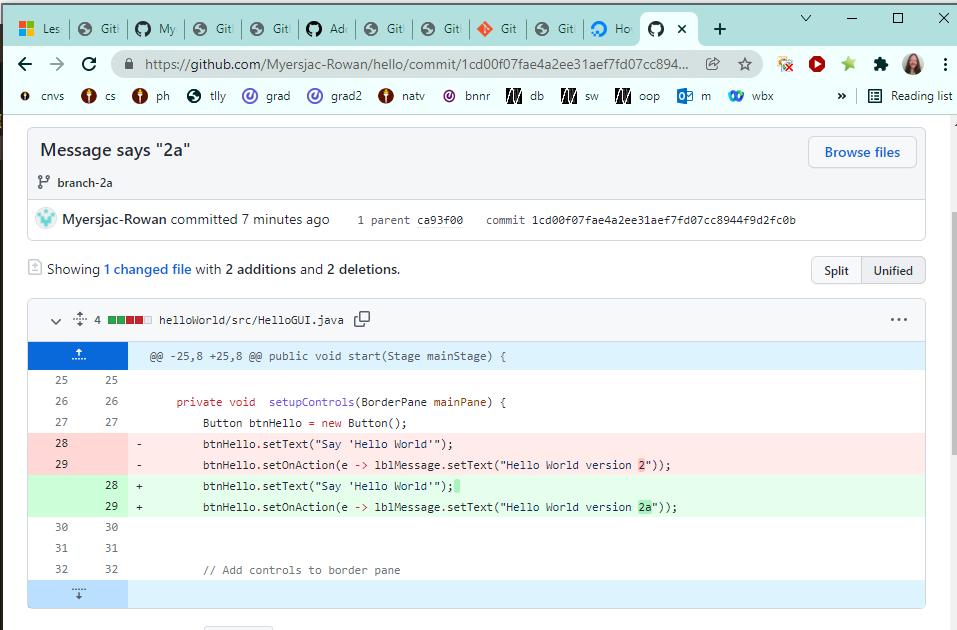 Les
Git
My
Git
Git
Ad
Git
Git
Git
Git
Ho
https://github.com/Myersjac-Rowan/hello/commit/1cd00f07fae4a2ee31aef7fd07cc894...
cnvs cs ph tlly grad grad2 natv bnnr db sw oop m wbx » Reading list
Message says "2a"
Browse files
branch-2a
Myersjac-Rowan committed 7 minutes ago 1 parent ca93f00 commit 1cd00f07fae4a2ee31aef7fd07cc8944f9d2fc0b
Showing 1 changed file with 2 additions and 2 deletions.
Split Unified
4 helloWorld/src/HelloGUI.java
@@ -25,8 +25,8 @@ public void start(Stage mainStage) {
25 25
26 26 private void setupControls(BorderPane mainPane) {
27 27 Button btnHello = new Button();
28 - btnHello.setText("Say 'Hello World'");
29 - btnHello.setOnAction(e -> lblMessage.setText("Hello World version 2"));
28 + btnHello.setText("Say 'Hello World'");
29 + btnHello.setOnAction(e -> lblMessage.setText("Hello World version 2a"));
30 30
31 31
32 32 // Add controls to border pane